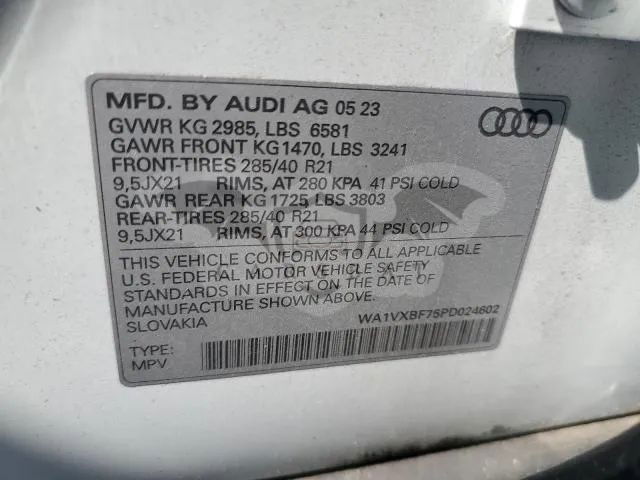 MFD. BY AUDI AG 05 23
GVWR KG 2985, LBS 6581
GAWR FRONT KG 1470, LBS 3241
FRONT-TIRES 285/40 R21
9,5JX21 RIMS, AT 280 KPA 41 PSI COLD
GAWR REAR KG 1725 LBS 3803
REAR-TIRES 285/40 R21
9,5JX21 RIMS, AT 300 KPA 44 PSI COLD
THIS VEHICLE CONFORMS TO ALL APPLICABLE
U.S. FEDERAL MOTOR VEHICLE SAFETY
STANDARDS IN EFFECT ON THE DATE OF
MANUFACTURE SHOWN ABOVE.
SLOVAKIA
WA1VXBF75PD024602
TYPE:
MPV